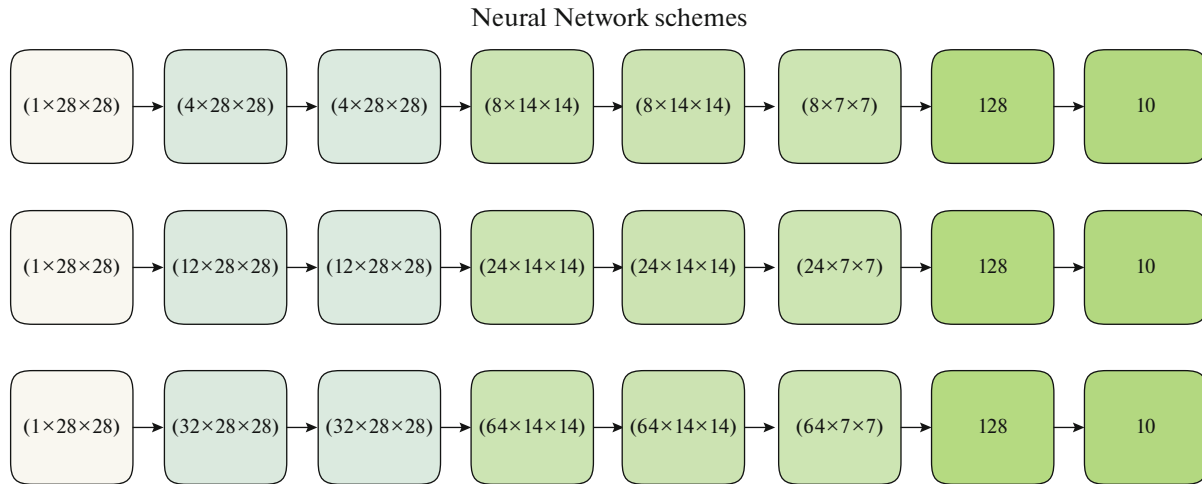 Neural Network schemes
(1×28×28) (4×28×28) (4×28×28) (8×14×14) (8×14×14) (8×7×7) 128 10
(1×28×28) (12×28×28) (12×28×28) (24×14×14) (24×14×14) (24×7×7) 128 10
(1×28×28) (32×28×28) (32×28×28) (64×14×14) (64×14×14) (64×7×7) 128 10